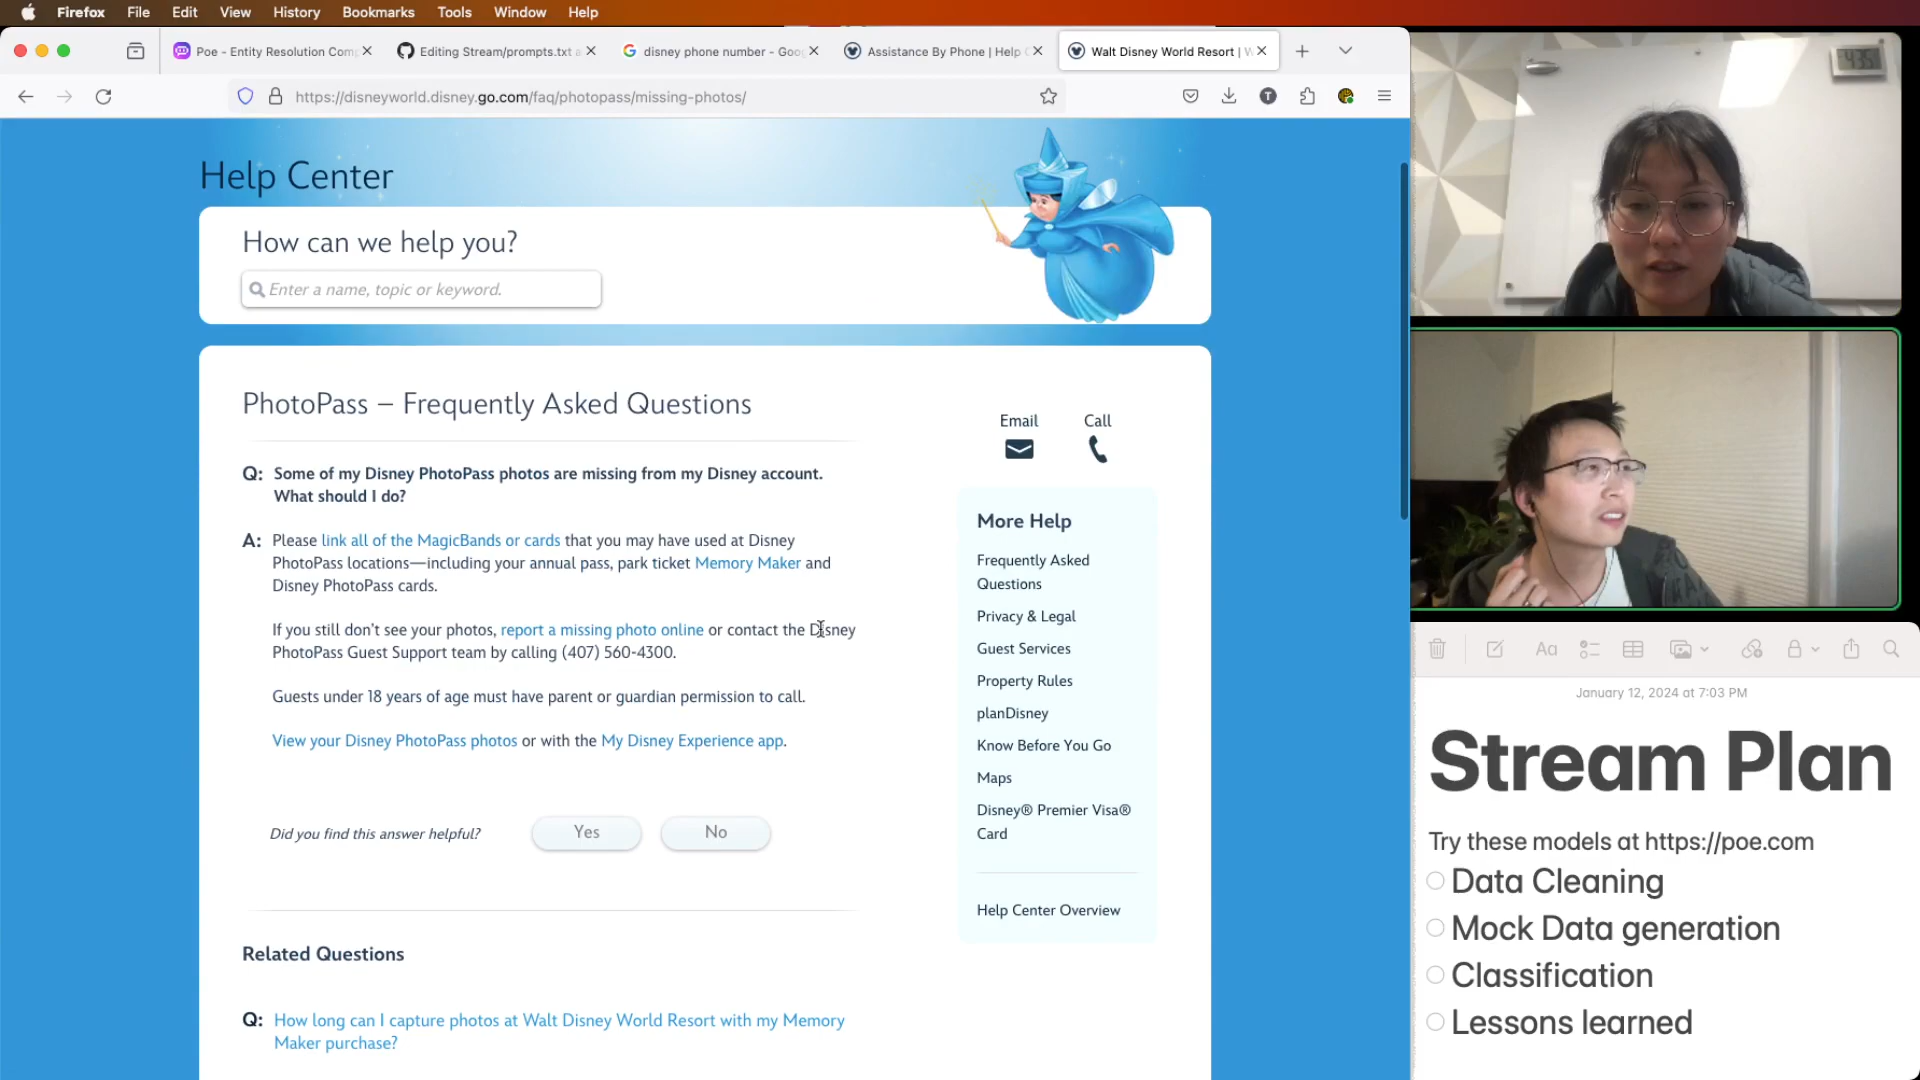 Firefox File Edit View History Bookmarks Tools Window Help
Poe - Entity Resolution Comp
Editing Stream/prompts.txt a
disney phone number - Goog
Assistance By Phone | Help C
Walt Disney World Resort | W
https://disneyworld.disney.go.com/faq/photopass/missing-photos/
T
Help Center
How can we help you?
Enter a name, topic or keyword.
PhotoPass – Frequently Asked Questions
Q: Some of my Disney PhotoPass photos are missing from my Disney account.
What should I do?
A: Please link all of the MagicBands or cards that you may have used at Disney
PhotoPass locations—including your annual pass, park ticket Memory Maker and
Disney PhotoPass cards.
If you still don't see your photos, report a missing photo online or contact the Disney
PhotoPass Guest Support team by calling (407) 560-4300.
Guests under 18 years of age must have parent or guardian permission to call.
View your Disney PhotoPass photos or with the My Disney Experience app.
Did you find this answer helpful?
Yes
No
Related Questions
Q: How long can I capture photos at Walt Disney World Resort with my Memory
Maker purchase?
Email
Call
More Help
Frequently Asked
Questions
Privacy & Legal
Guest Services
Property Rules
planDisney
Know Before You Go
Maps
Disney® Premier Visa®
Card
Help Center Overview
4:35
Aa
January 12, 2024 at 7:03 PM
Stream Plan
Try these models at https://poe.com
Data Cleaning
Mock Data generation
Classification
Lessons learned